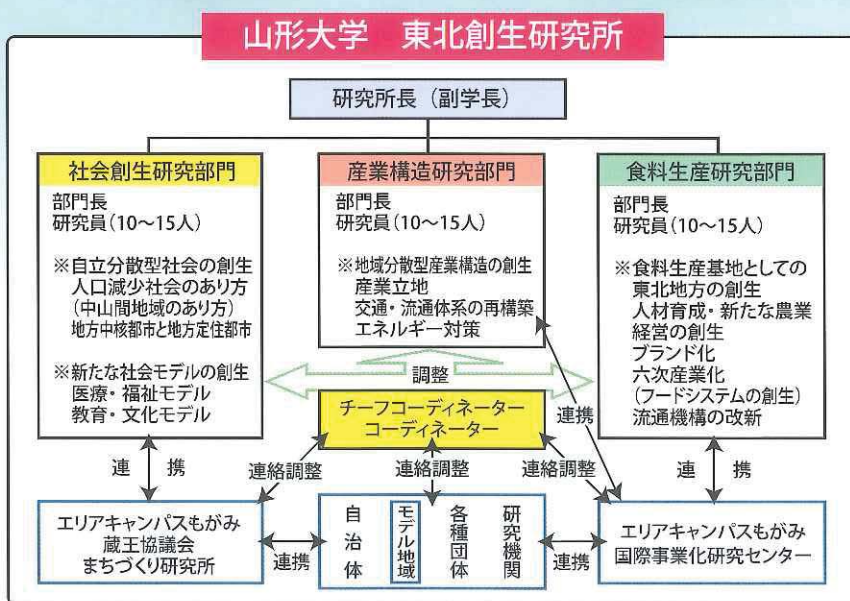 山形大学　東北創生研究所
研究所長（副学長）
社会創生研究部門
部門長
研究員（10〜15人）
※自立分散型社会の創生
人口減少社会のあり方
（中山間地域のあり方）
地方中核都市と地方定住都市
※新たな社会モデルの創生
医療・福祉モデル
教育・文化モデル
産業構造研究部門
部門長
研究員（10〜15人）
※地域分散型産業構造の創生
産業立地
交通・流通体系の再構築
エネルギー対策
食料生産研究部門
部門長
研究員（10〜15人）
※食料生産基地としての
東北地方の創生
人材育成・新たな農業
経営の創生
ブランド化
六次産業化
（フードシステムの創生）
流通機構の改新
調整
チーフコーディネーター
コーディネーター
連携
連　携
連絡調整
連絡調整
連絡調整
連　携
エリアキャンパスもがみ
蔵王協議会
まちづくり研究所
連携
自治体
モデル地域
各種団体
研究機関
連携
エリアキャンパスもがみ
国際事業化研究センター